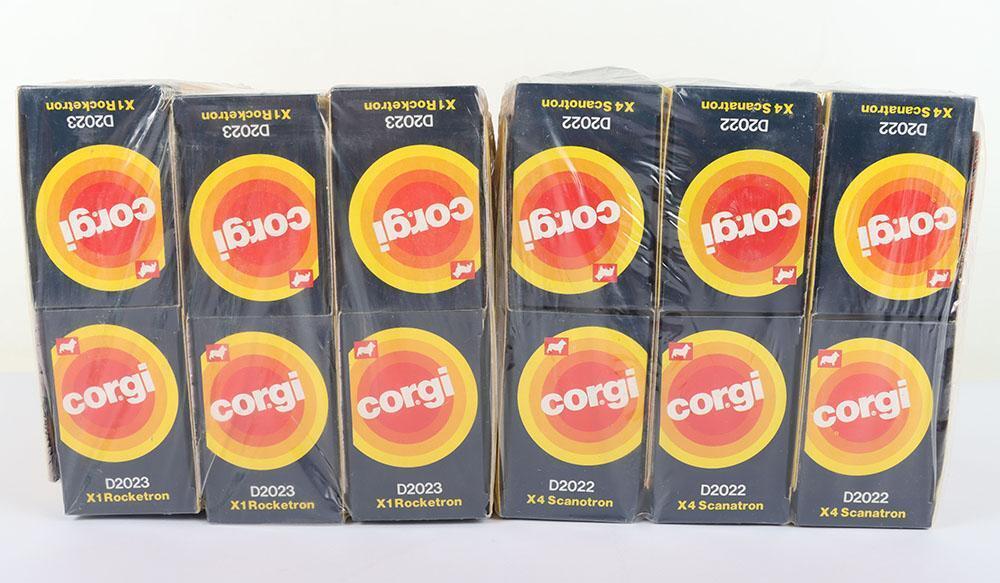 X1 Rocketron
D2023
corgi
X1 Rocketron
D2023
corgi
X1 Rocketron
D2023
corgi
X4 Scanotron
D2022
corgi
X4 Scanatron
D2022
corgi
X4 Scanatron
D2022
corgi
corgi
D2023
X1 Rocketron
corgi
D2023
X1 Rocketron
corgi
D2023
X1 Rocketron
corgi
D2022
X4 Scanotron
corgi
D2022
X4 Scanatron
corgi
D2022
X4 Scanatron